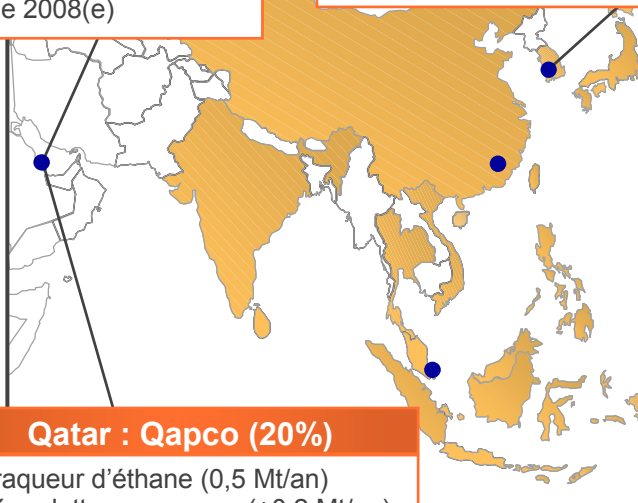 e 2008(e)
Qatar : Qapco (20%)
raqueur d'éthane (0,5 Mt/an)